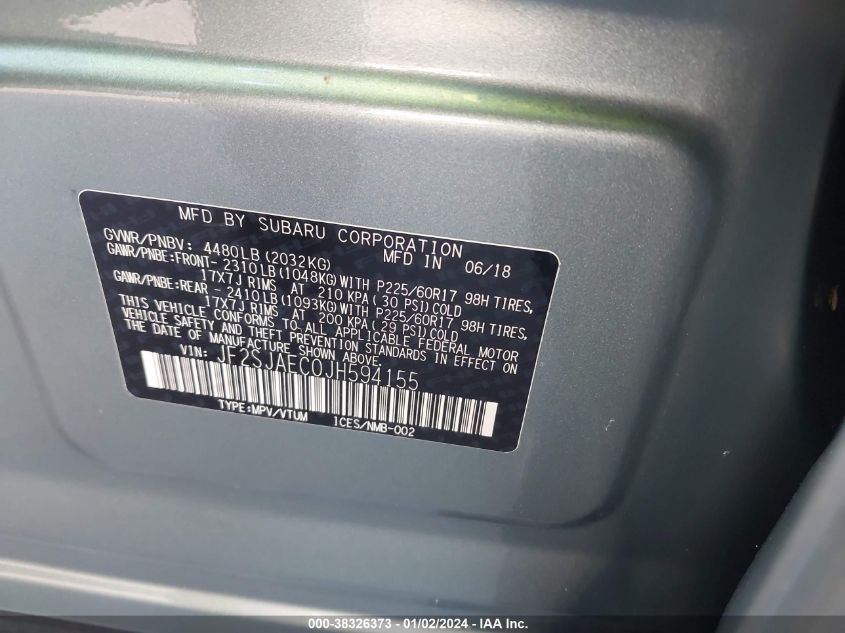 MFD BY SUBARU CORPORATION
GVWR/PNBV: 4480LB (2032KG) MFD IN 06/18
GAWR/PNBE:FRONT- 2310LB(1048KG)WITH P225/60R17 98H TIRES,
17X7J RIMS AT 210 KPA(30 PSI)COLD
GAWR/PNBE:REAR - 2410LB(1093KG)WITH P225/60R17 98H TIRES,
17X7J RIMS AT 200 KPA(29 PSI)COLD
THIS VEHICLE CONFORMS TO ALL APPLICABLE FEDERAL MOTOR
VEHICLE SAFETY AND THEFT PREVENTION STANDARDS IN EFFECT ON
THE DATE OF MANUFACTURE SHOWN ABOVE.
VIN: JF2SJAEC0JH594155
TYPE:MPV/VTUM ICES/NMB-002
000-38326373 - 01/02/2024 - IAA Inc.